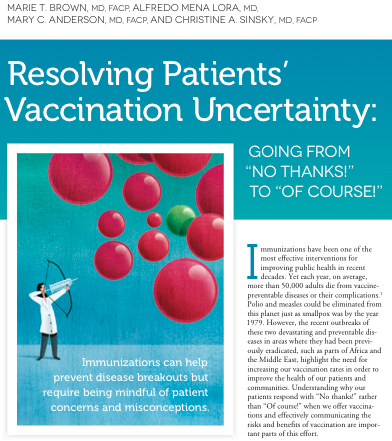 MARIE T. BROWN, MD, FACP, ALFREDO MENA LORA, MD,
MARY C. ANDERSON, MD, FACP, AND CHRISTINE A. SINSKY, MD, FACP
Resolving Patients’
Vaccination Uncertainty:
GOING FROM
“NO THANKS!”
TO “OF COURSE!”
Immunizations have been one of the
most effective interventions for
improving public health in recent
decades. Yet each year, on average,
more than 50,000 adults die from vaccine-
preventable diseases or their complications.¹
Polio and measles could be eliminated from
this planet just as smallpox was by the year
1979. However, the recent outbreaks of
these two devastating and preventable dis-
eases in areas where they had been previ-
ously eradicated, such as parts of Africa and
the Middle East, highlight the need for
increasing our vaccination rates in order to
improve the health of our patients and
communities. Understanding why our
patients respond with “No thanks!” rather
than “Of course!” when we offer vaccina-
tions and effectively communicating the
risks and benefits of vaccination are impor-
tant parts of this effort.
Immunizations can help
prevent disease breakouts but
require being mindful of patient
concerns and misconceptions.